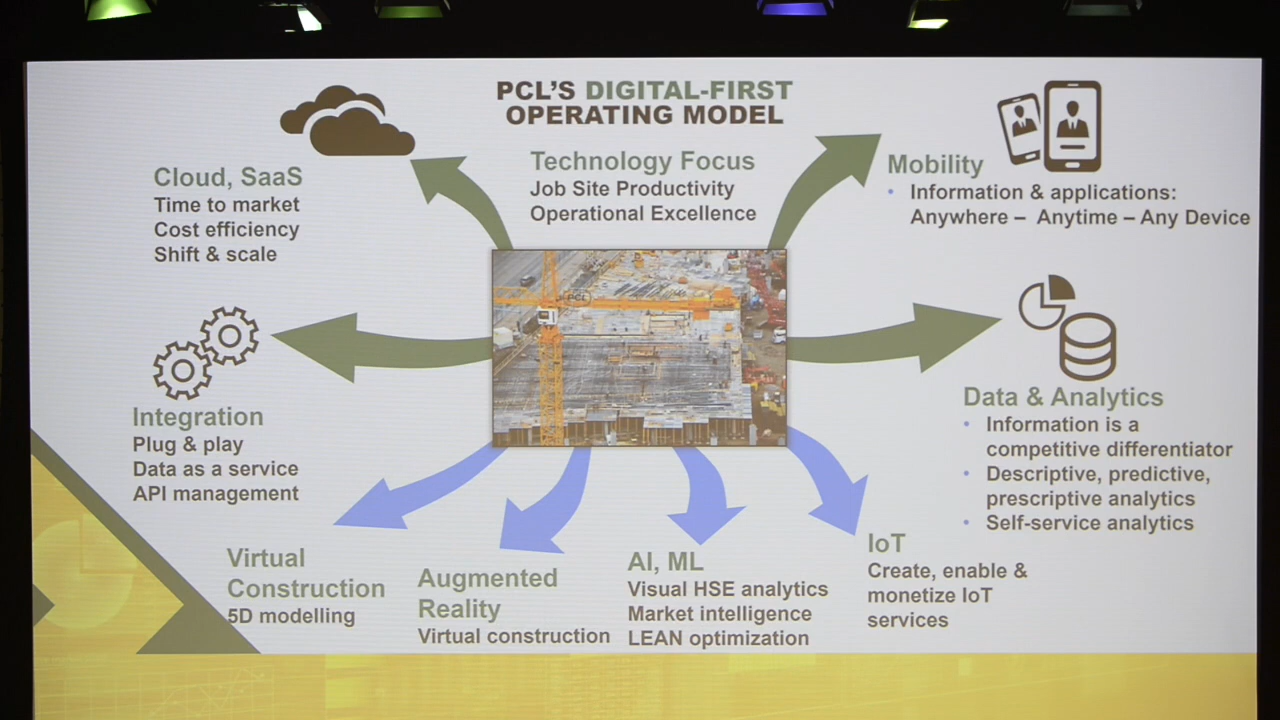 PCL'S DIGITAL-FIRST
OPERATING MODEL
Technology Focus
Job Site Productivity
Operational Excellence
Cloud, SaaS
Time to market
Cost efficiency
Shift & scale
Mobility
• Information & applications:
Anywhere – Anytime – Any Device
PCL
Integration
Plug & play
Data as a service
API management
Data & Analytics
• Information is a
competitive differentiator
• Descriptive, predictive,
prescriptive analytics
• Self-service analytics
Virtual
Construction
5D modelling
Augmented
Reality
Virtual construction
AI, ML
Visual HSE analytics
Market intelligence
LEAN optimization
IoT
Create, enable &
monetize IoT
services